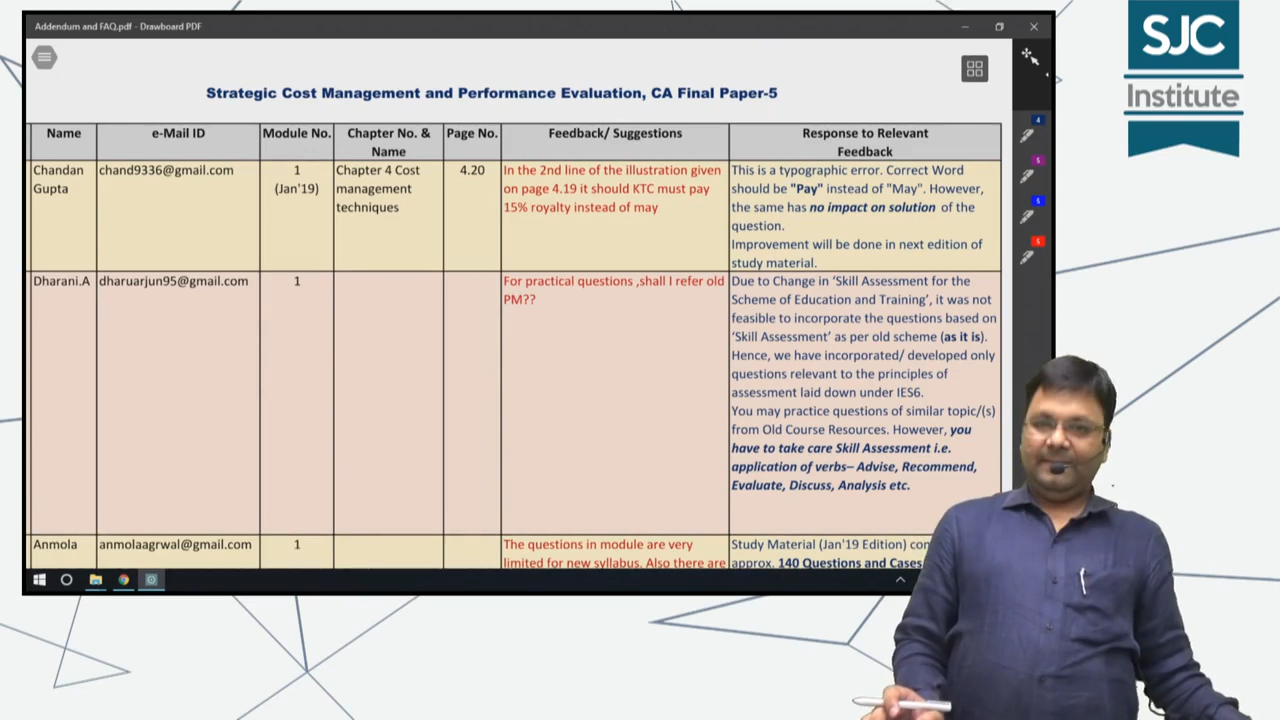 Addendum and FAQ.pdf - Drawboard PDF
SJC
Institute
Strategic Cost Management and Performance Evaluation, CA Final Paper-5
Name
e-Mail ID
Module No.
Chapter No. &
Name
Page No.
Feedback/ Suggestions
Response to Relevant
Feedback
Chandan
Gupta
chand9336@gmail.com
1
(Jan'19)
Chapter 4 Cost
management
techniques
4.20
In the 2nd line of the illustration given
on page 4.19 it should KTC must pay
15% royalty instead of may
This is a typographic error. Correct Word
should be "Pay" instead of "May". However,
the same has no impact on solution of the
question.
Improvement will be done in next edition of
study material.
Dharani.A
dharuarjun95@gmail.com
1
For practical questions ,shall I refer old
PM??
Due to Change in ‘Skill Assessment for the
Scheme of Education and Training’, it was not
feasible to incorporate the questions based on
‘Skill Assessment’ as per old scheme (as it is).
Hence, we have incorporated/ developed only
questions relevant to the principles of
assessment laid down under IES6.
You may practice questions of similar topic/(s)
from Old Course Resources. However, you
have to take care Skill Assessment i.e.
application of verbs– Advise, Recommend,
Evaluate, Discuss, Analysis etc.
Anmola
anmolaagrwal@gmail.com
1
The questions in module are very
limited for new syllabus. Also there are
Study Material (Jan'19 Edition) con
approx. 140 Questions and Cases
4
5
5
5